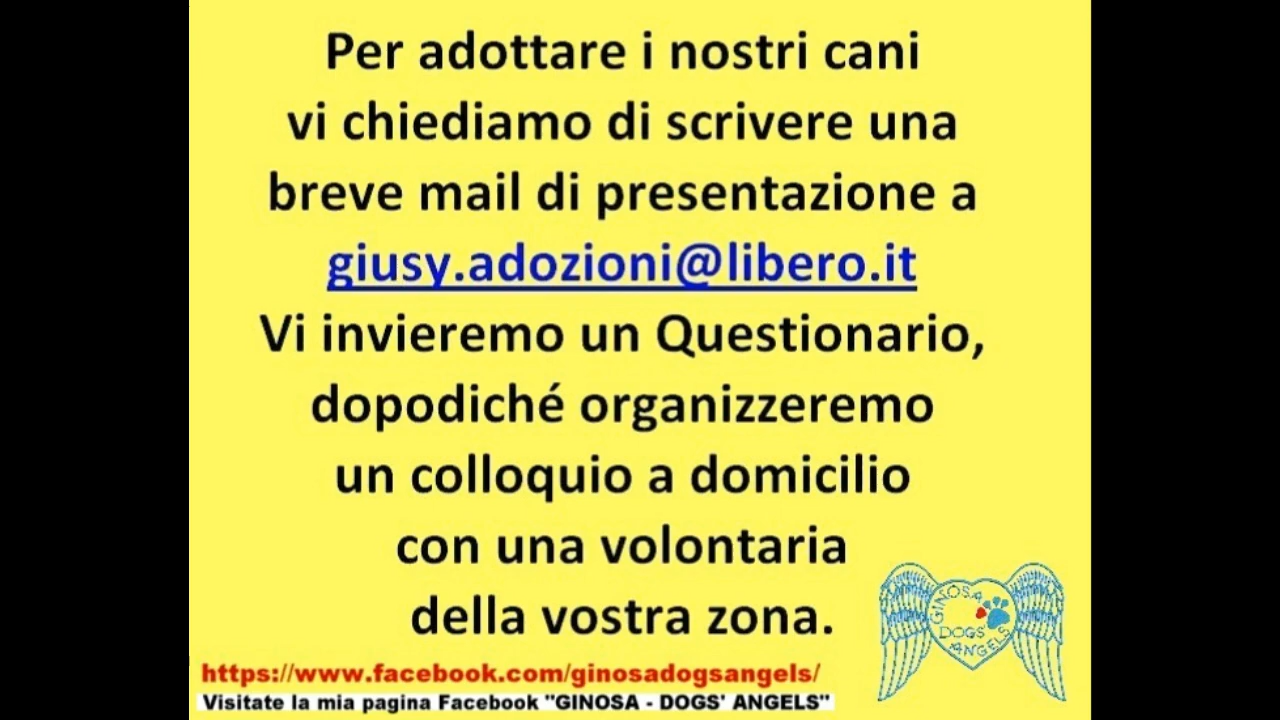 Per adottare i nostri cani
vi chiediamo di scrivere una
breve mail di presentazione a
giusy.adozioni@libero.it
Vi invieremo un Questionario,
dopodiché organizzeremo
un colloquio a domicilio
con una volontaria
della vostra zona.
GINOSA
DOGS'
ANGELS
https://www.facebook.com/ginosadogsangels/
Visitate la mia pagina Facebook "GINOSA - DOGS' ANGELS"